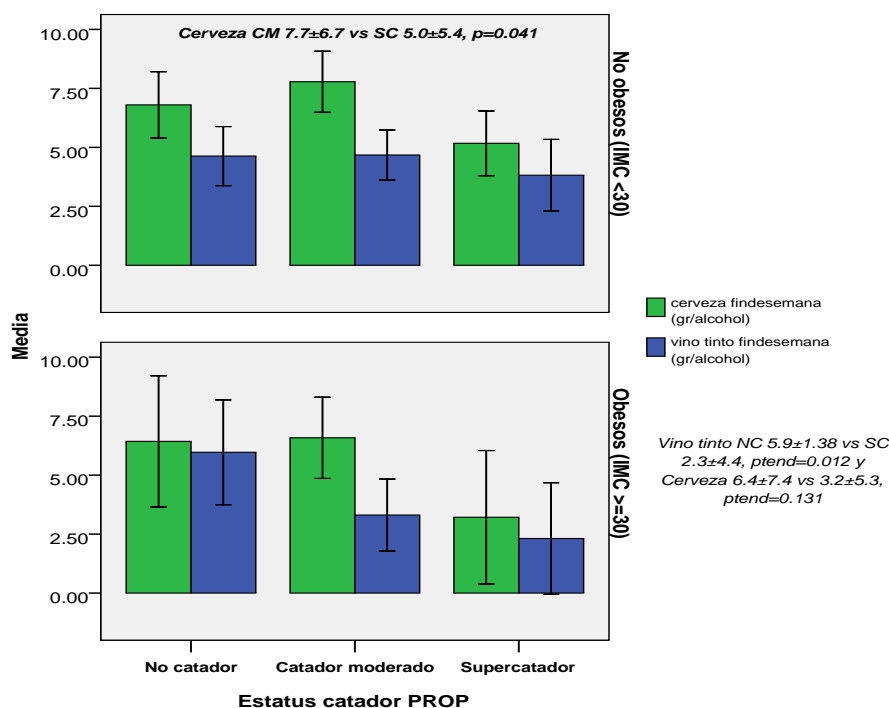 Cerveza CM 7.7±6.7 vs SC 5.0±5.4, p=0.041
10.00
7.50
5.00
2.50
0.00
No obesos (IMC <30)
Media
10.00
7.50
5.00
2.50
0.00
Obesos (IMC >=30)
No catador
Catador moderado
Supercatador
Estatus catador PROP
cerveza findesemana
(gr/alcohol)
vino tinto findesemana
(gr/alcohol)
Vino tinto NC 5.9±1.38 vs SC
2.3±4.4, ptend=0.012 y
Cerveza 6.4±7.4 vs 3.2±5.3,
ptend=0.131